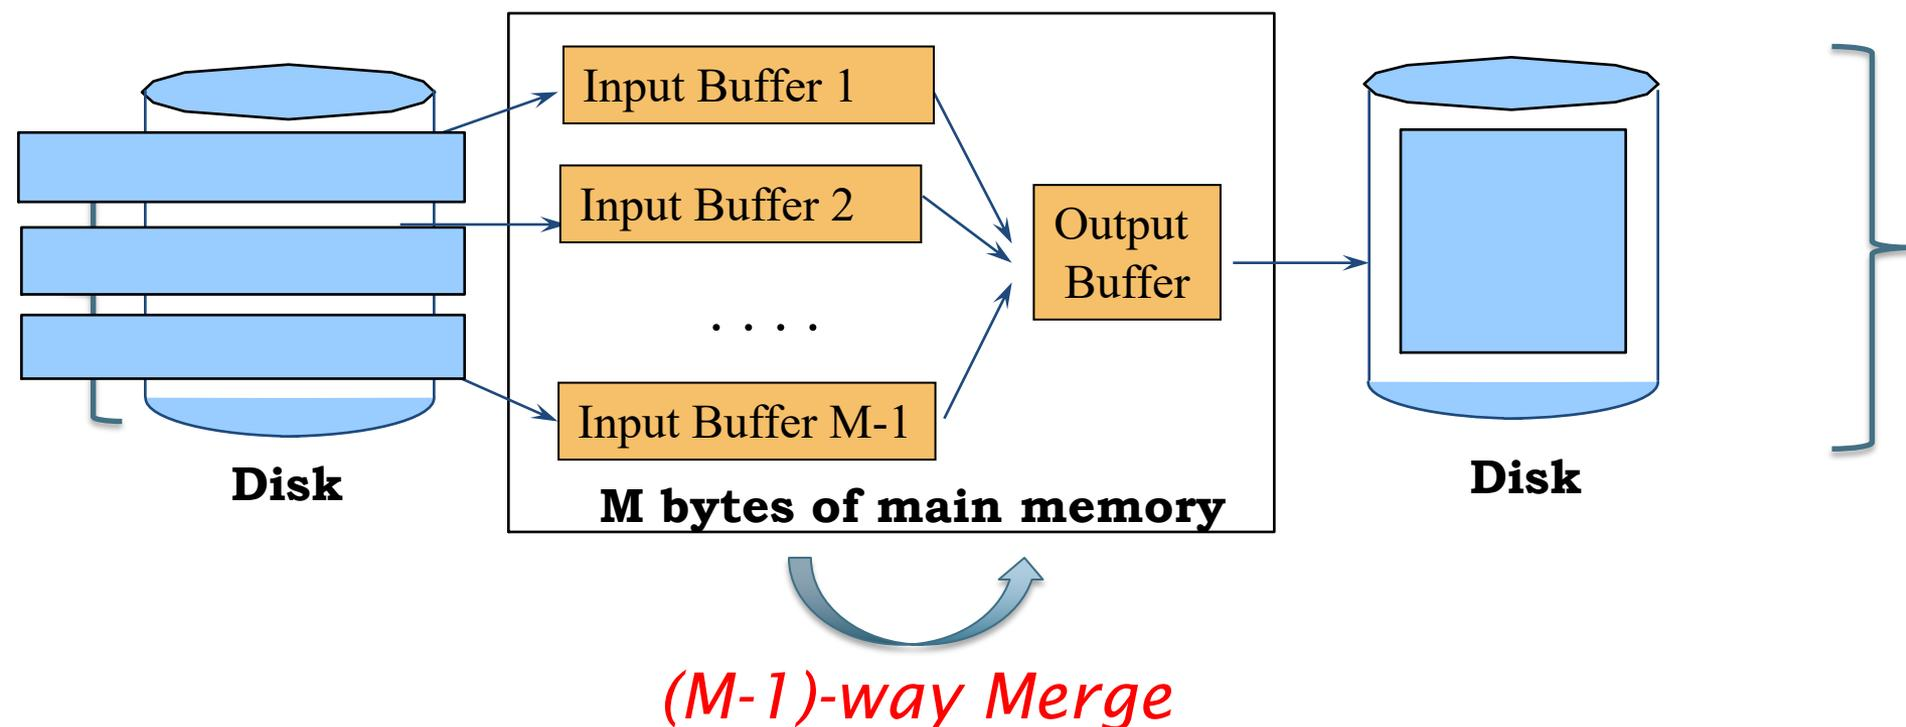 Input Buffer 1
Input Buffer 2
Output
Buffer
. . . .
Input Buffer M-1
Disk
M bytes of main memory
Disk
(M-1)-way Merge